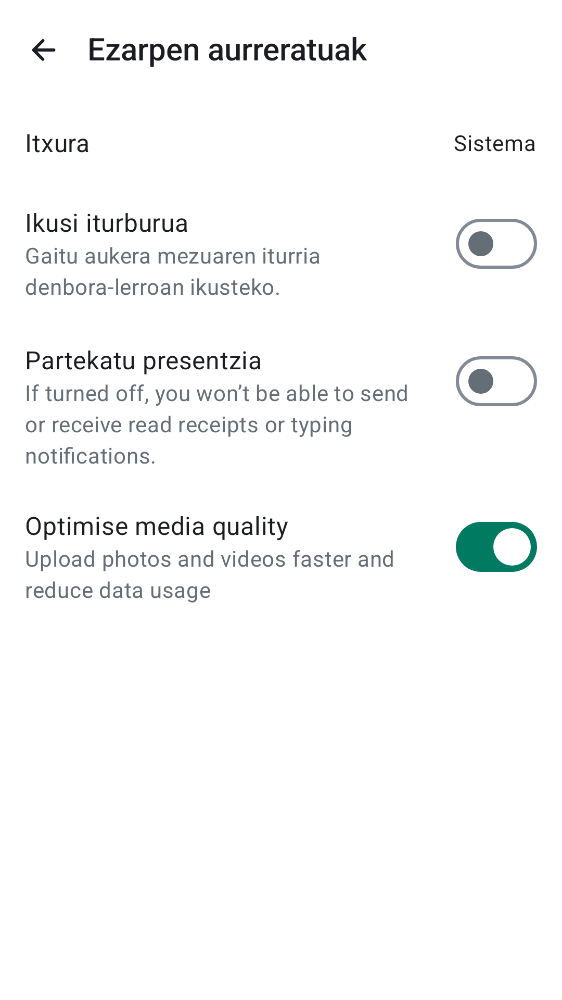 Ezarpen aurreratuak
Itxura
Sistema
Ikusi iturburua
Gaitu aukera mezuaren iturria
denbora-lerroan ikusteko.
Partekatu presentzia
If turned off, you won’t be able to send
or receive read receipts or typing
notifications.
Optimise media quality
Upload photos and videos faster and
reduce data usage